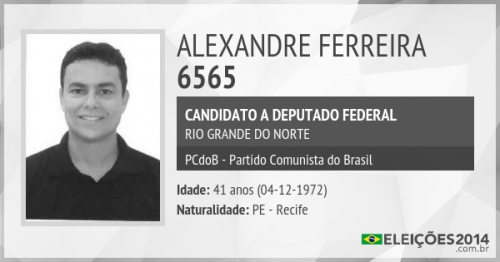 ALEXANDRE FERREIRA
6565
CANDIDATO A DEPUTADO FEDERAL
RIO GRANDE DO NORTE
PCdoB - Partido Comunista do Brasil
Idade: 41 anos (04-12-1972)
Naturalidade: PE - Recife
ELEIÇÕES2014
.com.br